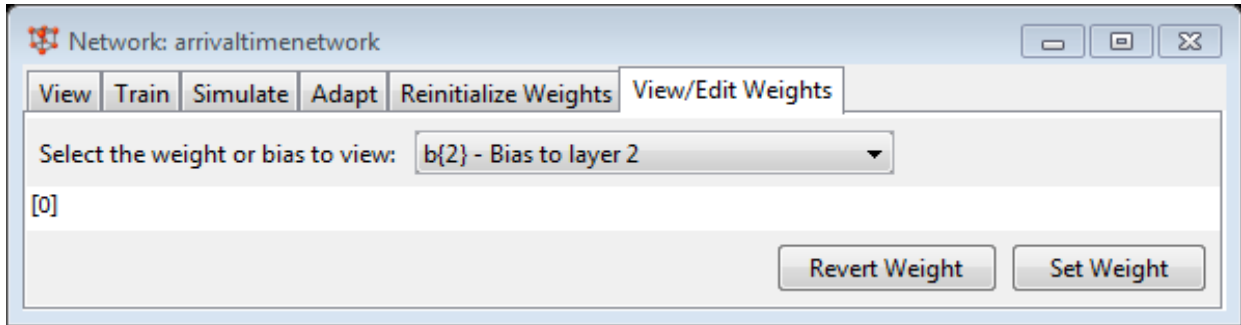 Network: arrivaltimenetwork
View Train Simulate Adapt Reinitialize Weights View/Edit Weights
Select the weight or bias to view: b{2} - Bias to layer 2
[0]
Revert Weight Set Weight